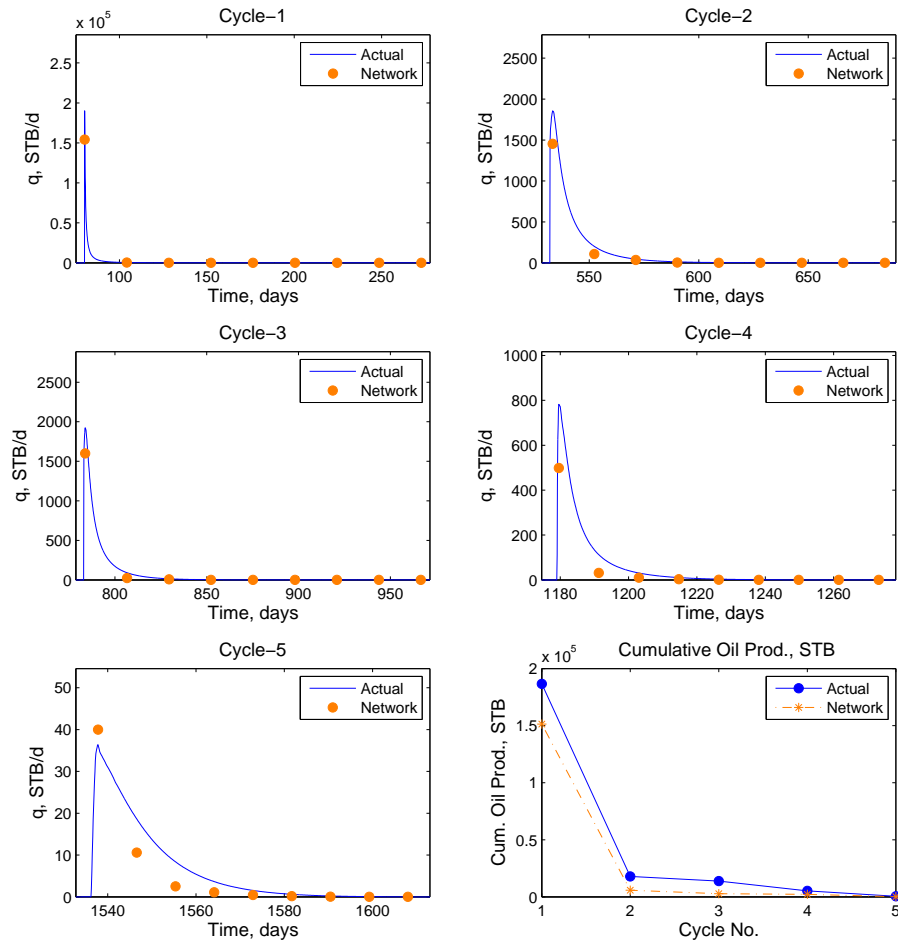 Cycle−1
x 10^5
2.5
2
1.5
1
0.5
0
q, STB/d
100 150 200 250
Time, days
Actual
Network
Cycle−2
2500
2000
1500
1000
500
0
q, STB/d
550 600 650
Time, days
Actual
Network
Cycle−3
2500
2000
1500
1000
500
0
q, STB/d
800 850 900 950
Time, days
Actual
Network
Cycle−4
1000
800
600
400
200
0
q, STB/d
1180 1200 1220 1240 1260
Time, days
Actual
Network
Cycle−5
50
40
30
20
10
0
q, STB/d
1540 1560 1580 1600
Time, days
Actual
Network
Cumulative Oil Prod., STB
x 10^5
2
1.5
1
0.5
0
Cum. Oil Prod., STB
1 2 3 4 5
Cycle No.
Actual
Network